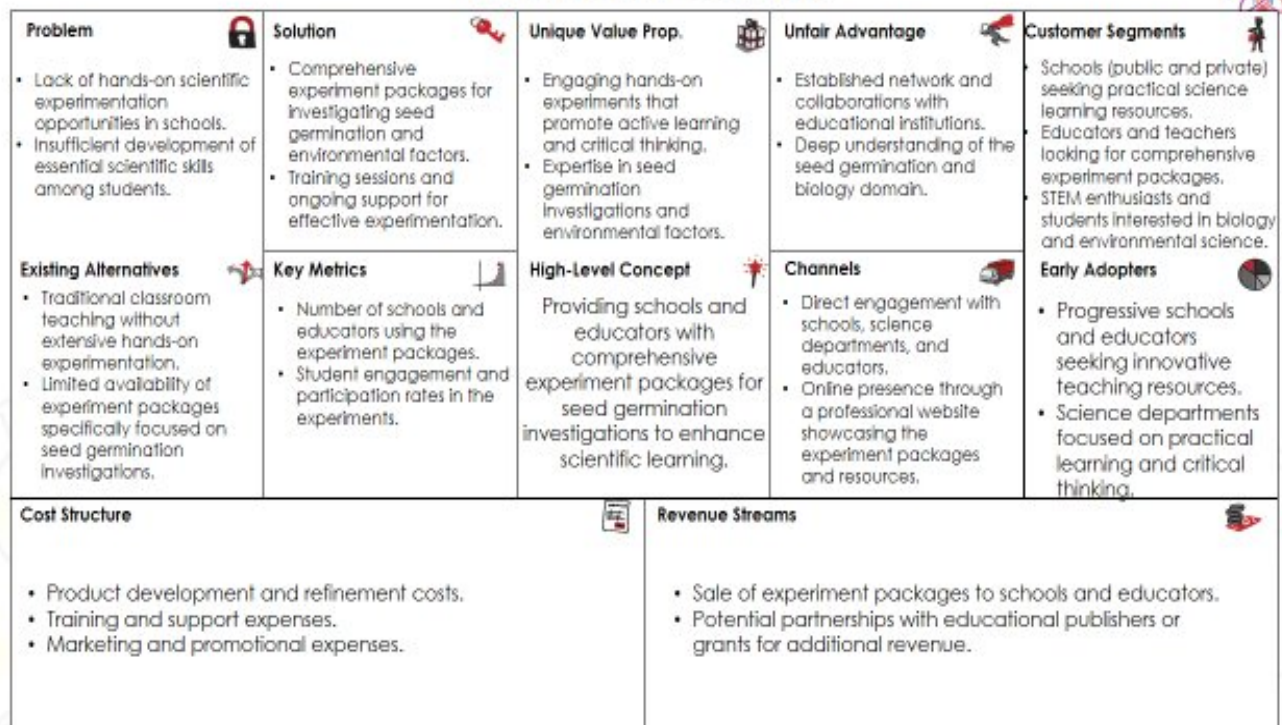 Problem
• Lack of hands-on scientific
experimentation
opportunities in schools.
• Insufficient development of
essential scientific skills
among students.
Solution
• Comprehensive
experiment packages for
investigating seed
germination and
environmental factors.
• Training sessions and
ongoing support for
effective experimentation.
Unique Value Prop.
• Engaging hands-on
experiments that
promote active learning
and critical thinking.
• Expertise in seed
germination
investigations and
environmental factors.
Unfair Advantage
• Established network and
collaborations with
educational institutions.
• Deep understanding of the
seed germination and
biology domain.
Customer Segments
• Schools (public and private)
seeking practical science
learning resources.
• Educators and teachers
looking for comprehensive
experiment packages.
• STEM enthusiasts and
students interested in biology
and environmental science.
Existing Alternatives
• Traditional classroom
teaching without
extensive hands-on
experimentation.
• Limited availability of
experiment packages
specifically focused on
seed germination
investigations.
Key Metrics
• Number of schools and
educators using the
experiment packages.
• Student engagement and
participation rates in the
experiments.
High-Level Concept
Providing schools and
educators with
comprehensive
experiment packages for
seed germination
investigations to enhance
scientific learning.
Channels
• Direct engagement with
schools, science
departments, and
educators.
• Online presence through
a professional website
showcasing the
experiment packages
and resources.
Early Adopters
• Progressive schools
and educators
seeking innovative
teaching resources.
• Science departments
focused on practical
learning and critical
thinking.
Cost Structure
• Product development and refinement costs.
• Training and support expenses.
• Marketing and promotional expenses.
Revenue Streams
• Sale of experiment packages to schools and educators.
• Potential partnerships with educational publishers or
grants for additional revenue.